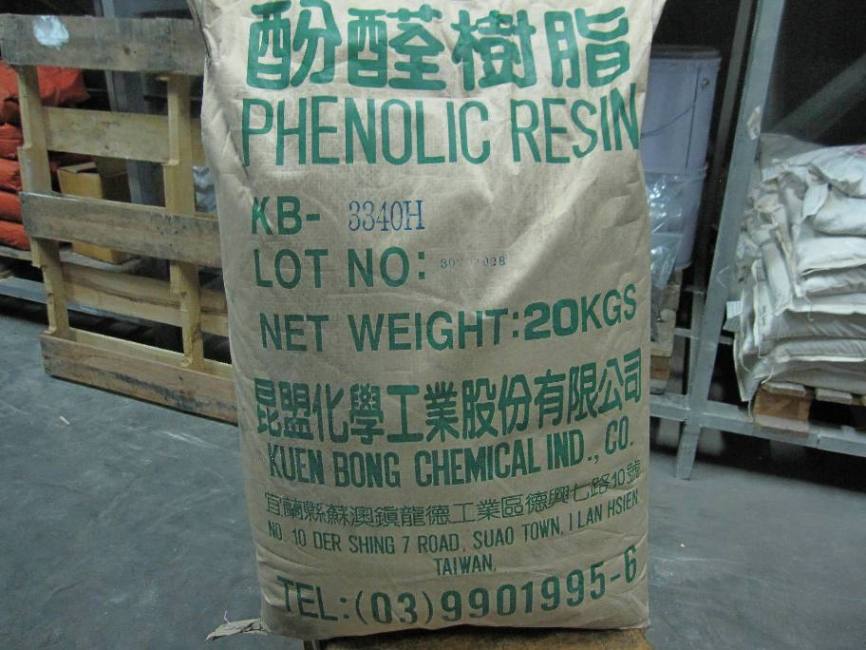 酚醛樹脂
PHENOLIC RESIN
KB- 3340H
LOT NO:
NET WEIGHT:20KGS
昆盟化學工業股份有限公司
KUEN BONG CHEMICAL IND., CO.
宜蘭縣蘇澳鎮龍德工業區德興七路10號
NO. 10 DER SHING 7 ROAD, SUAO TOWN, I LAN HSIEN
TAIWAN,
TEL:(03)9901995-6